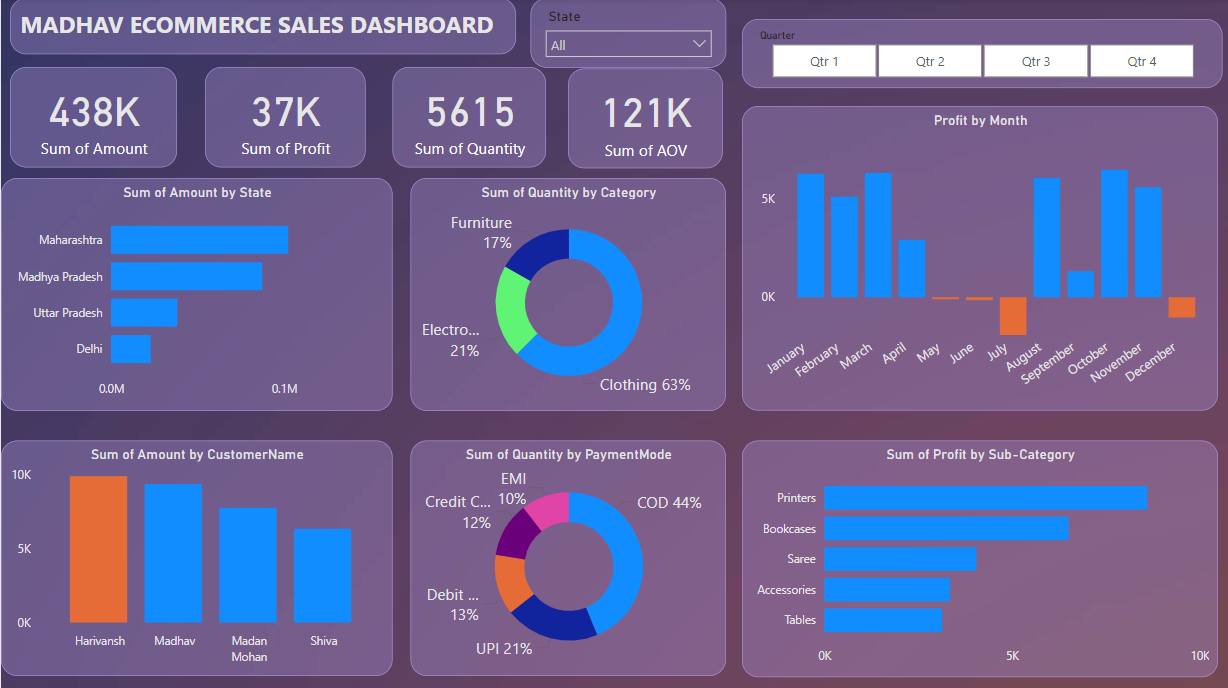 MADHAV ECOMMERCE SALES DASHBOARD
State
All
Quarter
Qtr 1
Qtr 2
Qtr 3
Qtr 4
438K
Sum of Amount
37K
Sum of Profit
5615
Sum of Quantity
121K
Sum of AOV
Sum of Amount by State
Maharashtra
Madhya Pradesh
Uttar Pradesh
Delhi
0.0M
0.1M
Sum of Quantity by Category
Furniture
17%
Electro...
21%
Clothing 63%
Profit by Month
5K
0K
January
February
March
April
May
June
July
August
September
October
November
December
Sum of Amount by CustomerName
10K
5K
0K
Harivansh
Madhav
Madan
Mohan
Shiva
Sum of Quantity by PaymentMode
EMI
10%
Credit C...
12%
Debit ...
13%
UPI 21%
COD 44%
Sum of Profit by Sub-Category
Printers
Bookcases
Saree
Accessories
Tables
0K
5K
10K